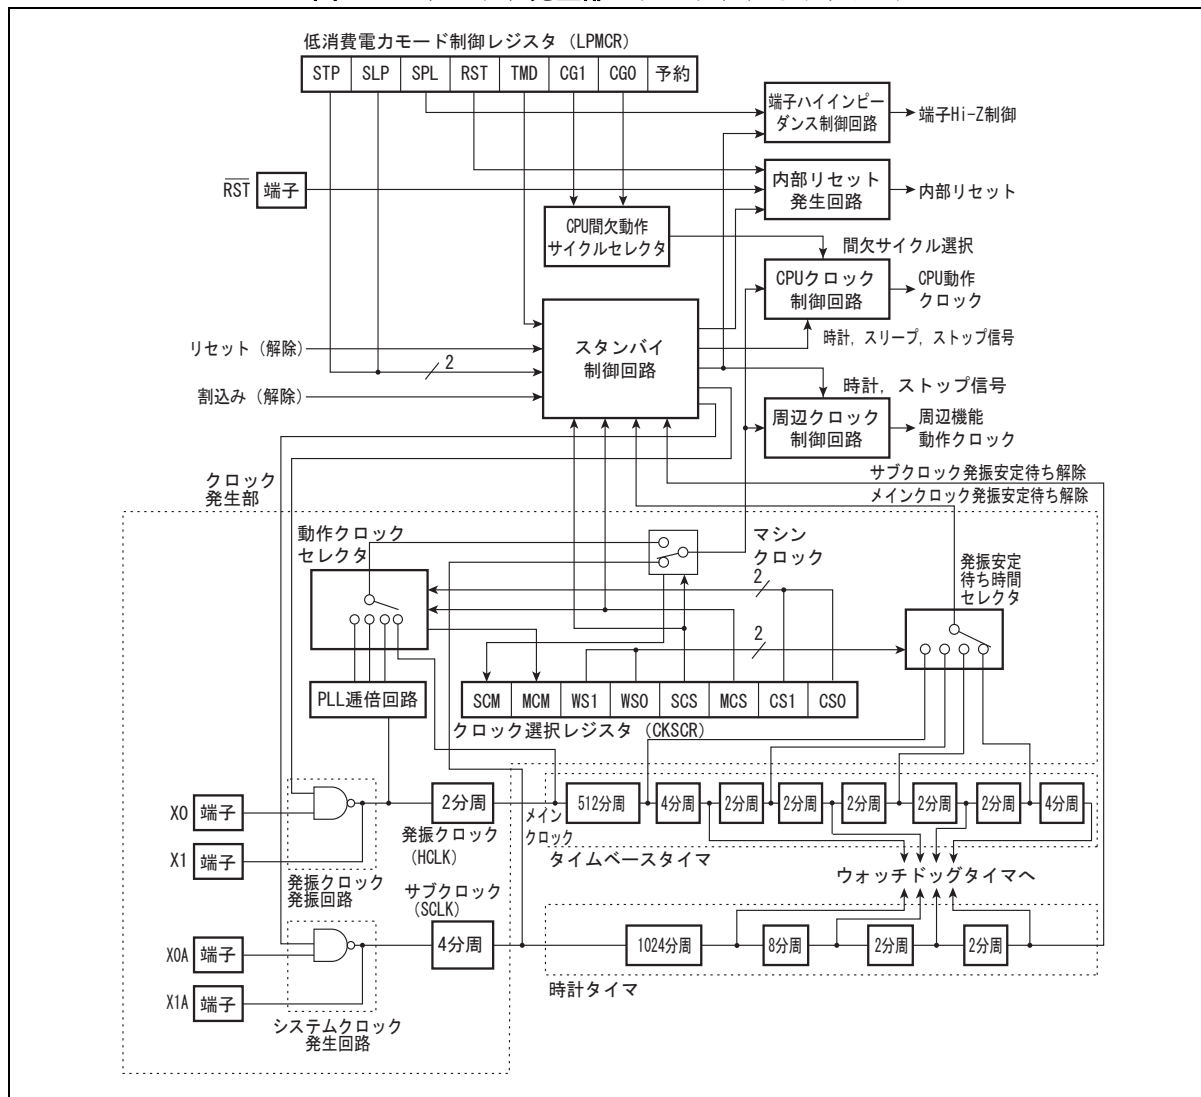 低消費電力モード制御レジスタ (LPMCR)
STP SLP SPL RST TMD CG1 CG0 予約
端子ハイインピー
ダンス制御回路
端子Hi-Z制御
RST 端子
内部リセット
発生回路
内部リセット
CPU間欠動作
サイクルセレクタ
間欠サイクル選択
CPUクロック
制御回路
CPU動作
クロック
時計, スリープ, ストップ信号
スタンバイ
制御回路
リセット (解除)
2
割込み (解除)
時計, ストップ信号
周辺クロック
制御回路
周辺機能
動作クロック
サブクロック発振安定待ち解除
メインクロック発振安定待ち解除
クロック
発生部
動作クロック
セレクタ
マシン
クロック
2
発振安定
待ち時間
セレクタ
2
PLL逓倍回路
SCM MCM WS1 WS0 SCS MCS CS1 CS0
クロック選択レジスタ (CKSCR)
X0 端子
X1 端子
発振クロック
発振回路
2分周
発振クロック
(HCLK)
メイン
クロック
512分周 4分周 2分周 2分周 2分周 2分周 2分周 4分周
タイムベースタイマ
ウォッチドッグタイマへ
サブクロック
(SCLK)
X0A 端子
X1A 端子
システムクロック
発生回路
4分周
1024分周 8分周 2分周 2分周
時計タイマ